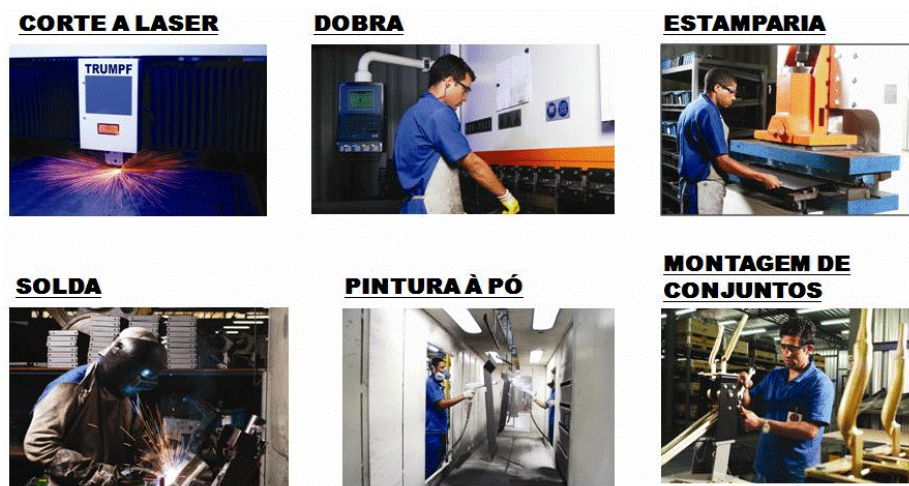 CORTE A LASER
DOBRA
ESTAMPARIA
TRUMPF
SOLDA
PINTURA À PÓ
MONTAGEM DE
CONJUNTOS